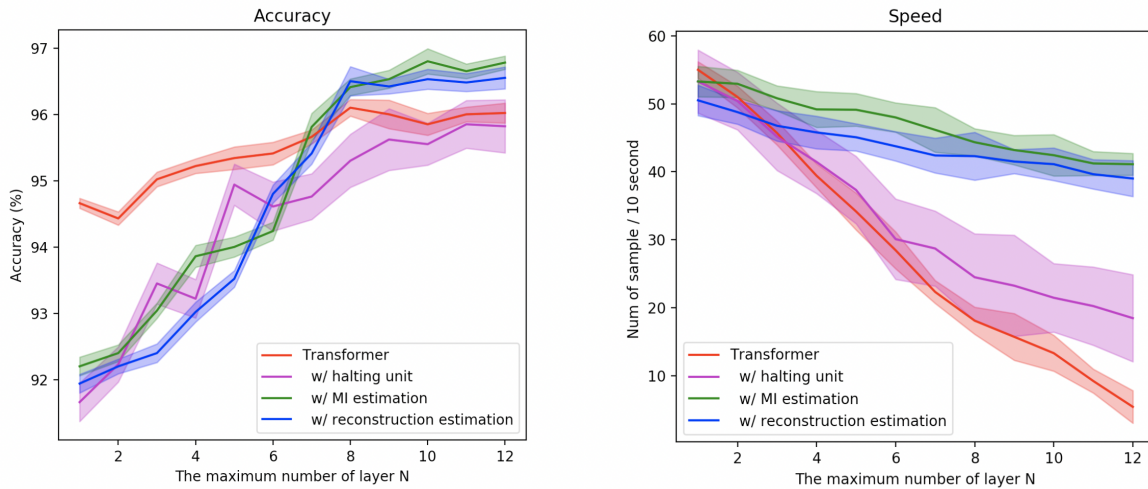 Accuracy
97
96
95
94
93
92
Accuracy (%)
Transformer
w/ halting unit
w/ MI estimation
w/ reconstruction estimation
2 4 6 8 10 12
The maximum number of layer N
Speed
60
50
40
30
20
10
Num of sample / 10 second
Transformer
w/ halting unit
w/ MI estimation
w/ reconstruction estimation
2 4 6 8 10 12
The maximum number of layer N